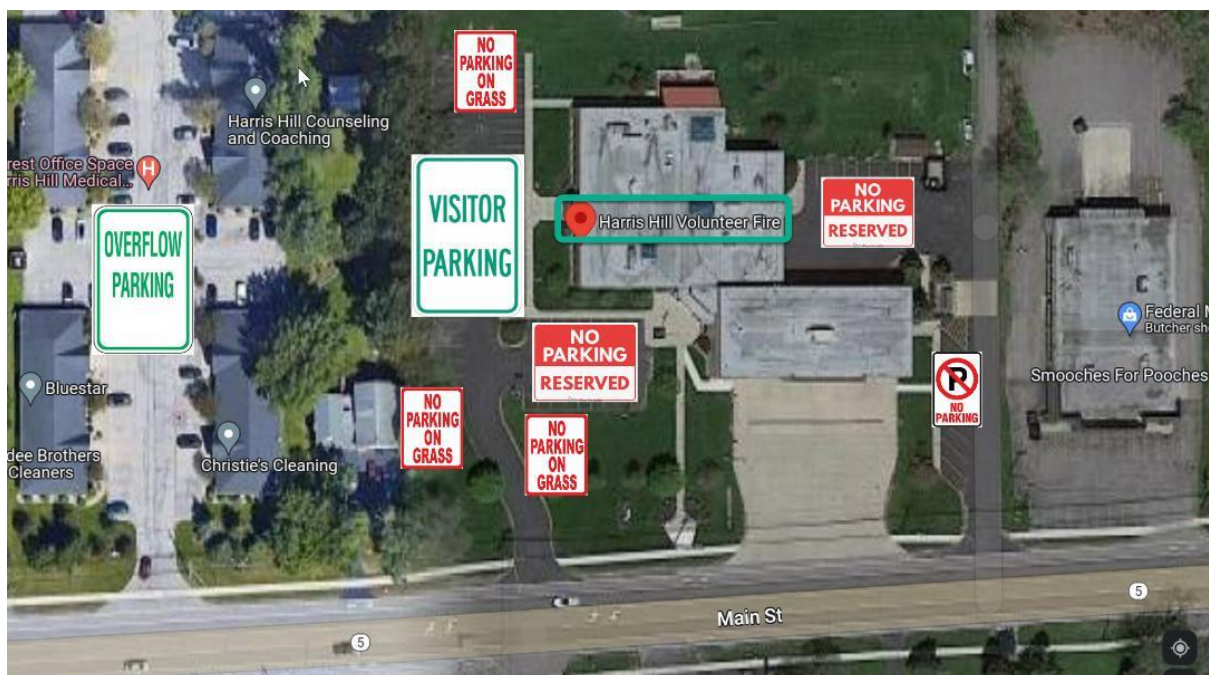 NO
PARKING
ON
GRASS
Harris Hill Counseling
and Coaching
rest Office Space
rris Hill Medical...
H
OVERFLOW
PARKING
VISITOR
PARKING
Harris Hill Volunteer Fire
NO
PARKING
RESERVED
NO
PARKING
RESERVED
Federal M
Butcher sh
Smooches For Pooches
P
NO
PARKING
Bluestar
NO
PARKING
ON
GRASS
NO
PARKING
ON
GRASS
dee Brothers
Cleaners
Christie's Cleaning
Main St
5
5